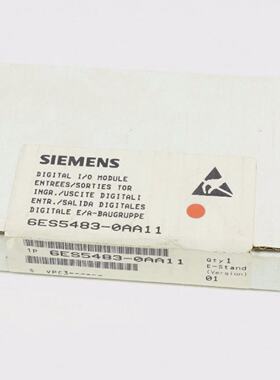 SIEMENS
DIGITAL I/O MODULE
ENTREES/SORTIES TOR
INGR./USCITE DIGITALI
ENTR./SALIDA DIGITALES
DIGITALE E/A-BAUGRUPPE
6ES5483-0AA11
1P 6ES5483-0AA11
Qty 1
E-Stand
(Version)
01
S VPC3------